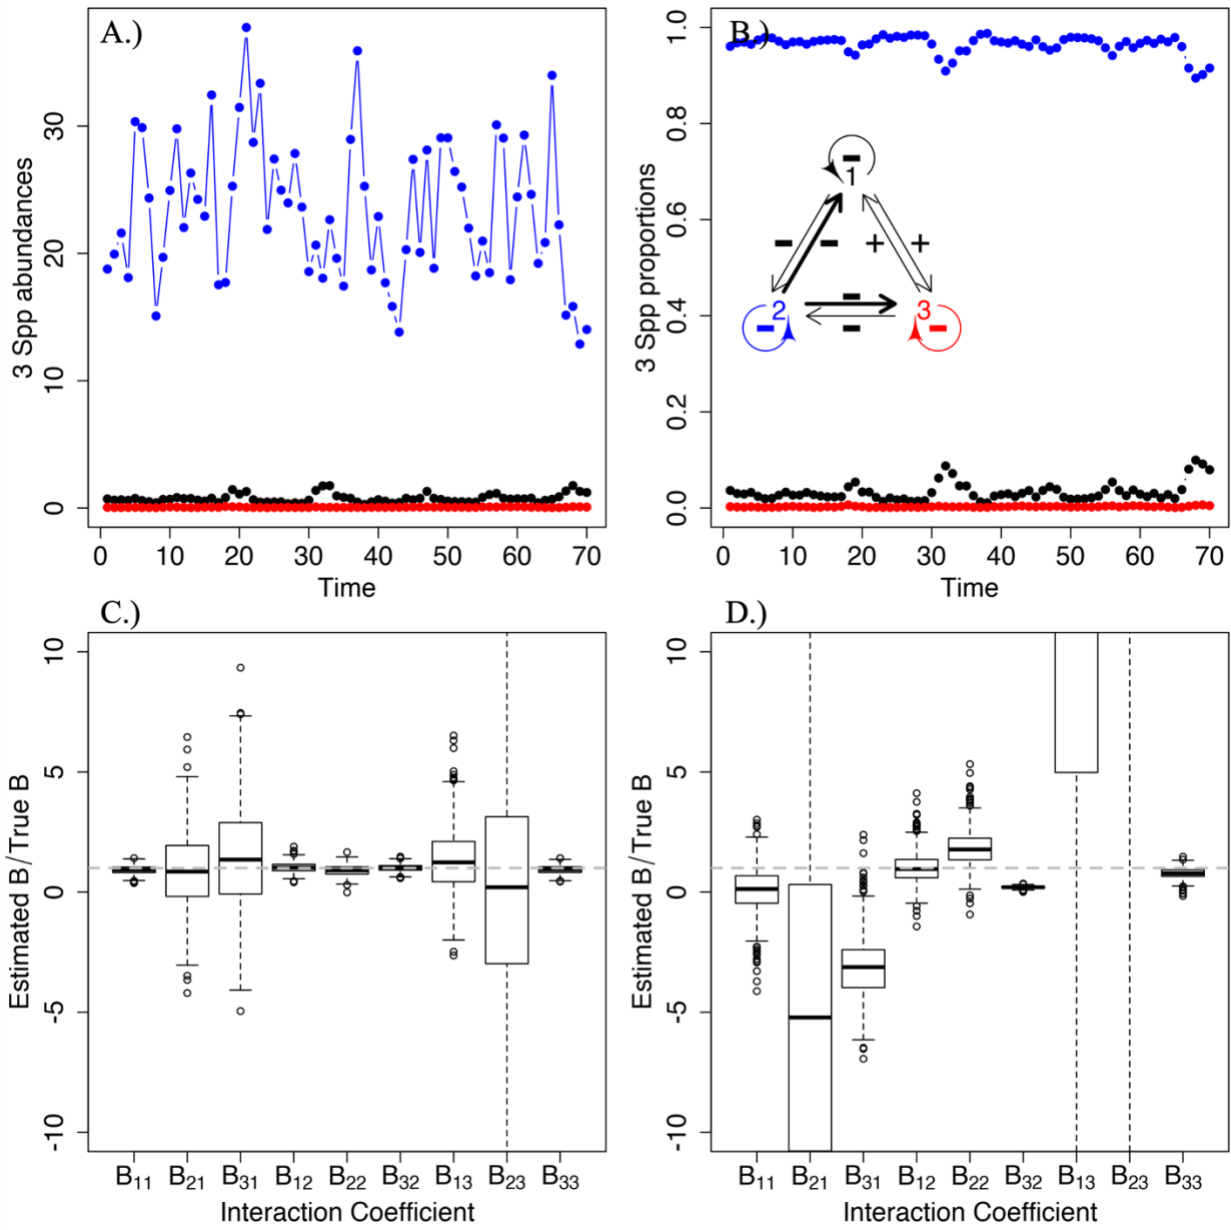 A.)
3 Spp abundances
0 10 20 30
0 10 20 30 40 50 60 70
Time
B.)
3 Spp proportions
0.0 0.2 0.4 0.6 0.8 1.0
1
- - + +
2 - 3
- - -
0 10 20 30 40 50 60 70
Time
C.)
Estimated B/True B
-10 -5 0 5 10
B11 B21 B31 B12 B22 B32 B13 B23 B33
Interaction Coefficient
D.)
Estimated B/True B
-10 -5 0 5 10
B11 B21 B31 B12 B22 B32 B13 B23 B33
Interaction Coefficient